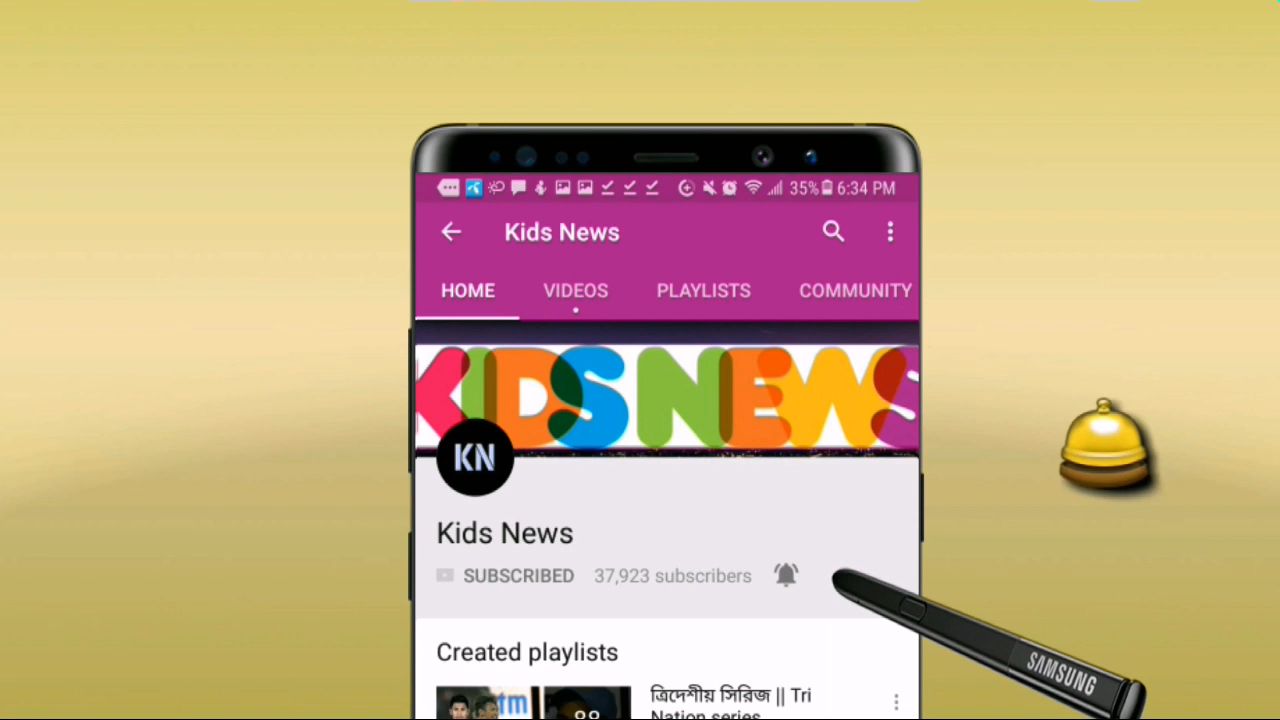 35% 6:34 PM
Kids News
HOME VIDEOS PLAYLISTS COMMUNITY
KIDS NEWS
KN
Kids News
SUBSCRIBED 37,923 subscribers
SAMSUNG
Created playlists
ত্রিদেশীয় সিরিজ || Tri
Nation series